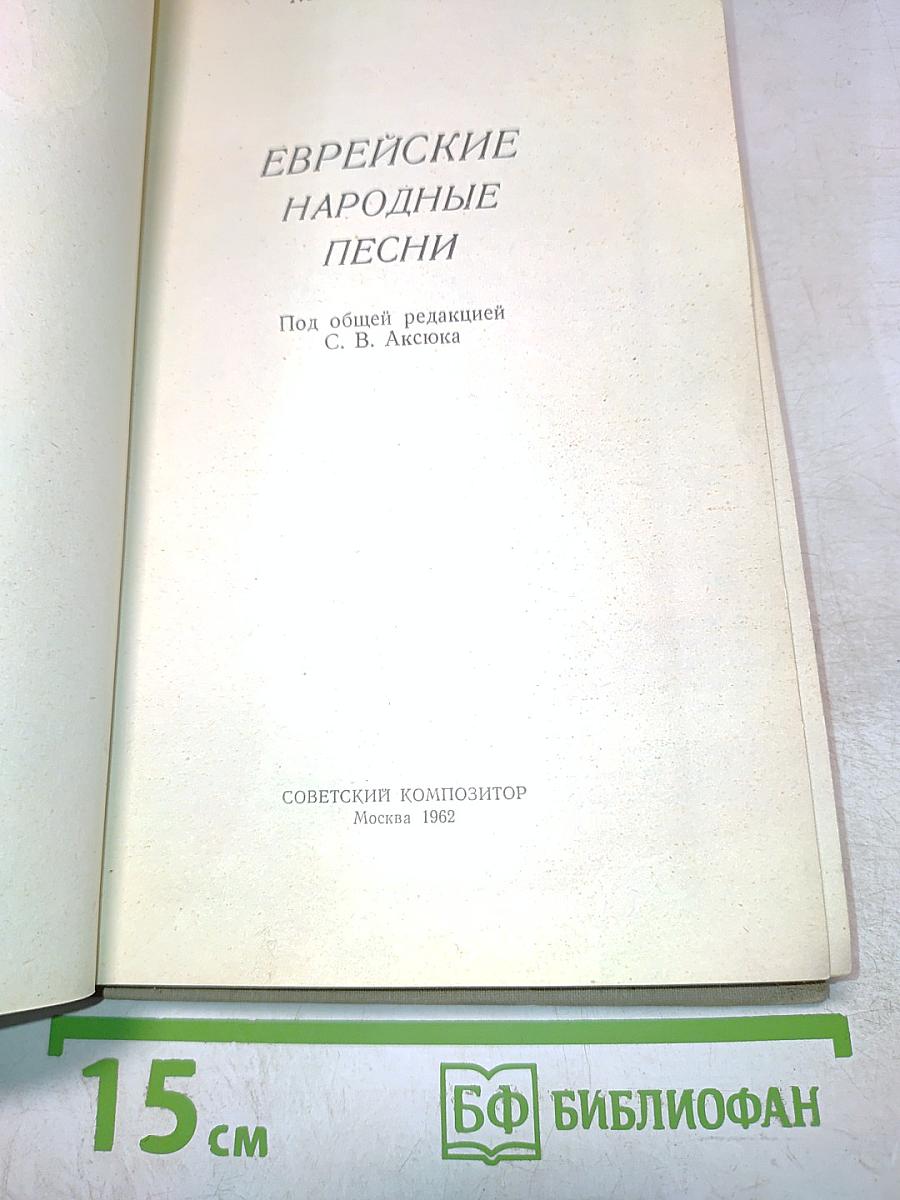 ЕВРЕЙСКИЕ
НАРОДНЫЕ
ПЕСНИ
Под общей редакцией
С. В. Аксюка
СОВЕТСКИЙ КОМПОЗИТОР
Москва 1962
15 см
БФ БИБЛИОФАН